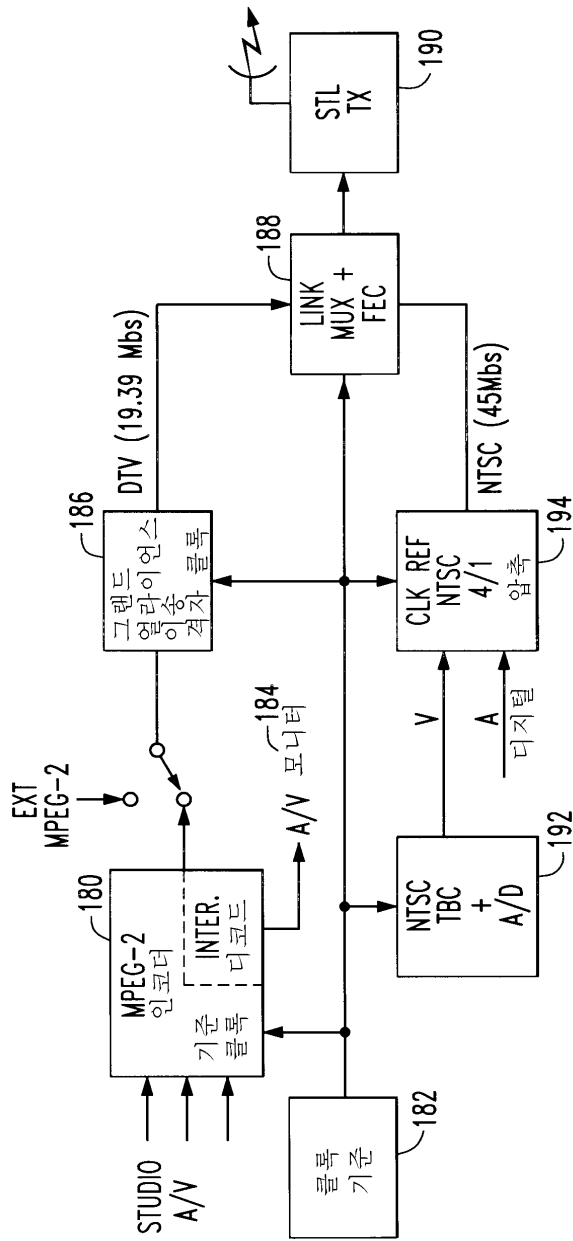 STUDIO
A/V
MPEG-2
인코더
기준
클록
INTER.
디코드
180
EXT
MPEG-2
A/V 모니터
184
그랜드
얼라이언스
이송
격자 클록
186
DTV (19.39 Mbs)
LINK
MUX +
FEC
188
STL
TX
190
클록
기준
182
NTSC
TBC
+
A/D
192
V
A
디지털
CLK REF
NTSC
4/1
압축
194
NTSC (45Mbs)